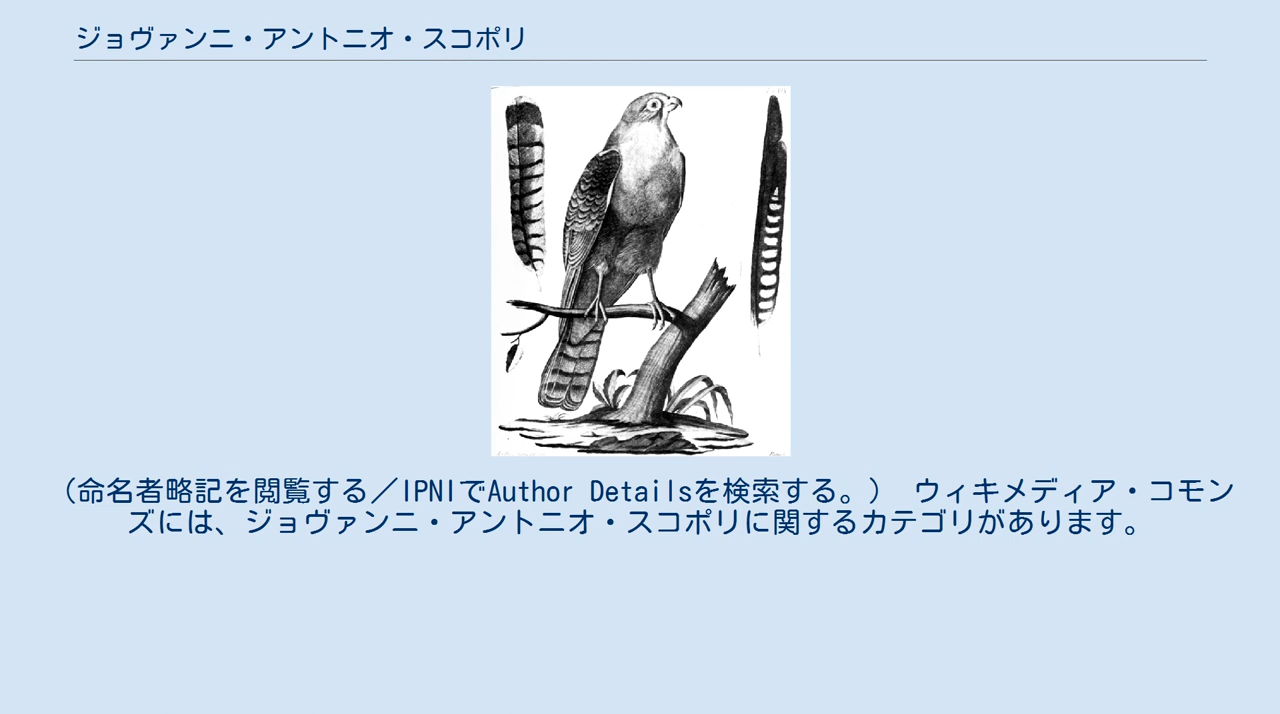 ジョヴァンニ・アントニオ・スコポリ
（命名者略記を閲覧する／IPNIでAuthor Detailsを検索する。） ウィキメディア・コモン
ズには、ジョヴァンニ・アントニオ・スコポリに関するカテゴリがあります。